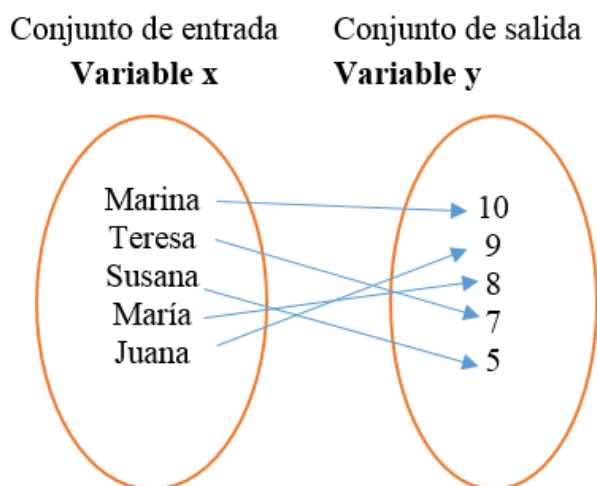 Conjunto de entrada
Variable x
Conjunto de salida
Variable y
Marina
Teresa
Susana
María
Juana
10
9
8
7
5